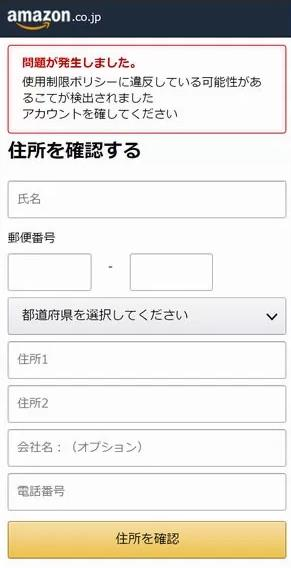 amazon.co.jp
問題が発生しました。
使用制限ポリシーに違反している可能性があ
るこてが検出されました
アカウントを確してください
住所を確認する
氏名
郵便番号
-
都道府県を選択してください
住所1
住所2
会社名：（オプション）
電話番号
住所を確認